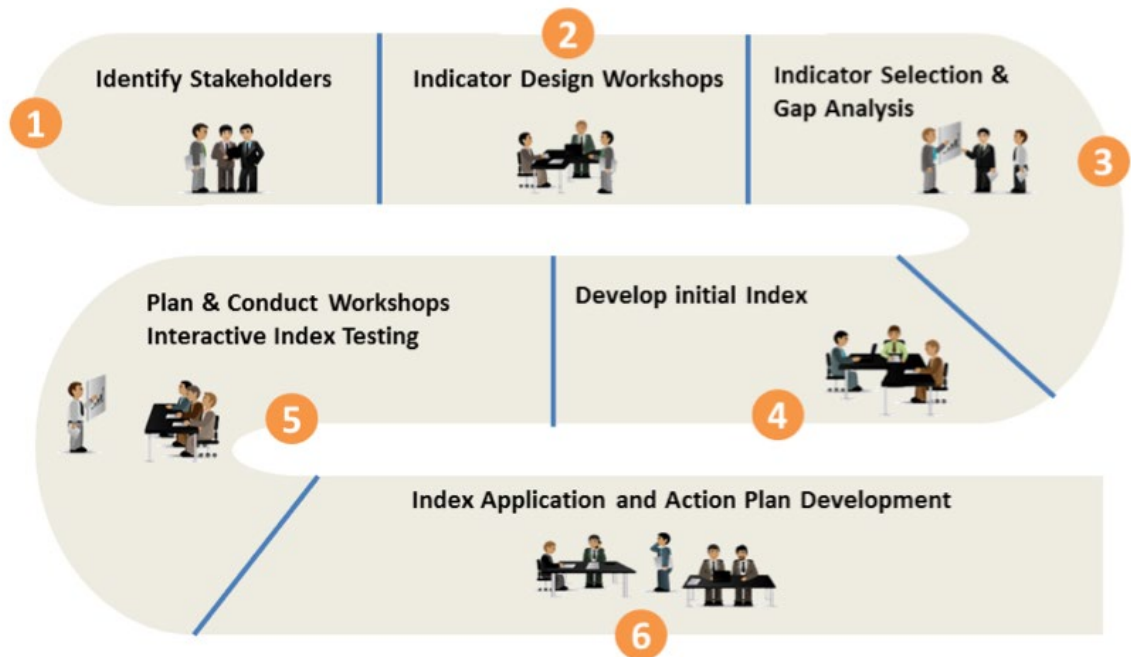 1
Identify Stakeholders
2
Indicator Design Workshops
Indicator Selection &
Gap Analysis
3
Develop initial Index
4
Plan & Conduct Workshops
Interactive Index Testing
5
Index Application and Action Plan Development
6